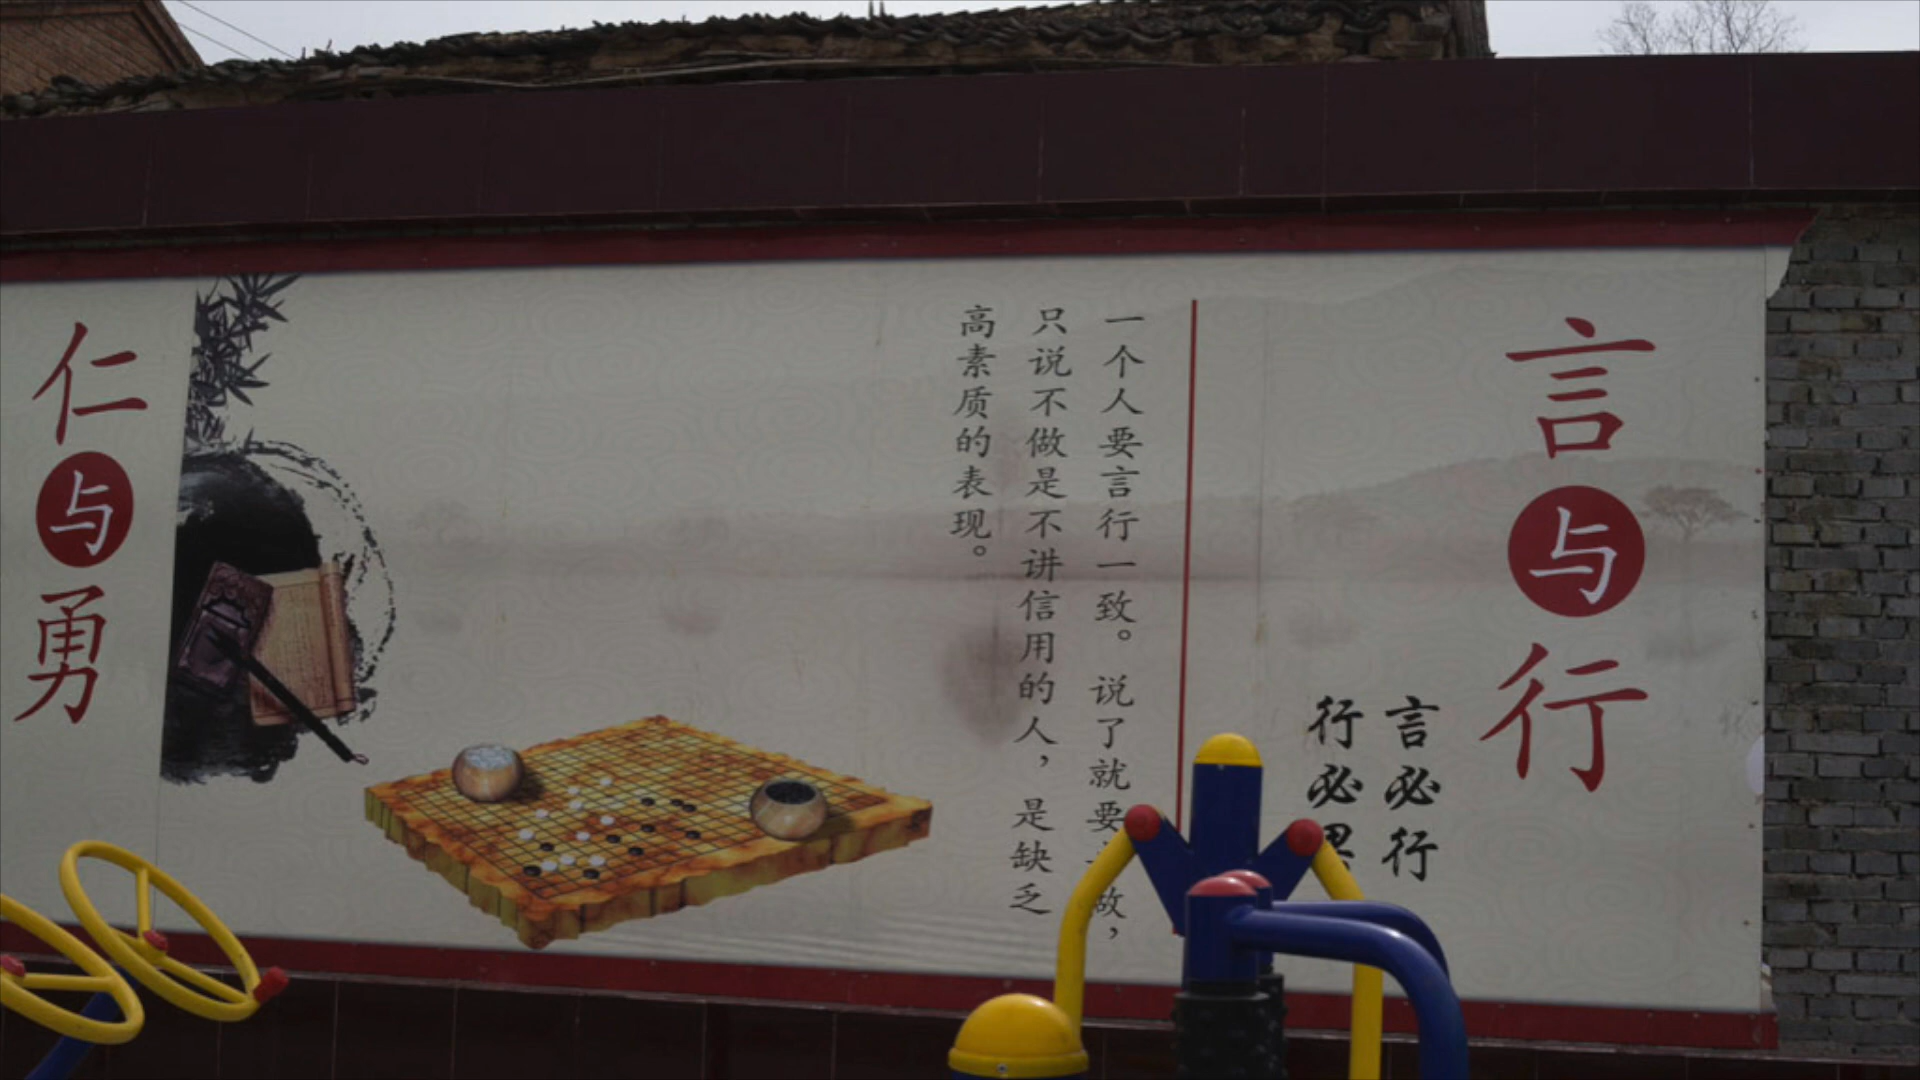 言与行
言必行
行必
一个人要言行一致。说了就要 做，
只说不做是不讲信用的人，是缺乏
高素质的表现。
仁与勇